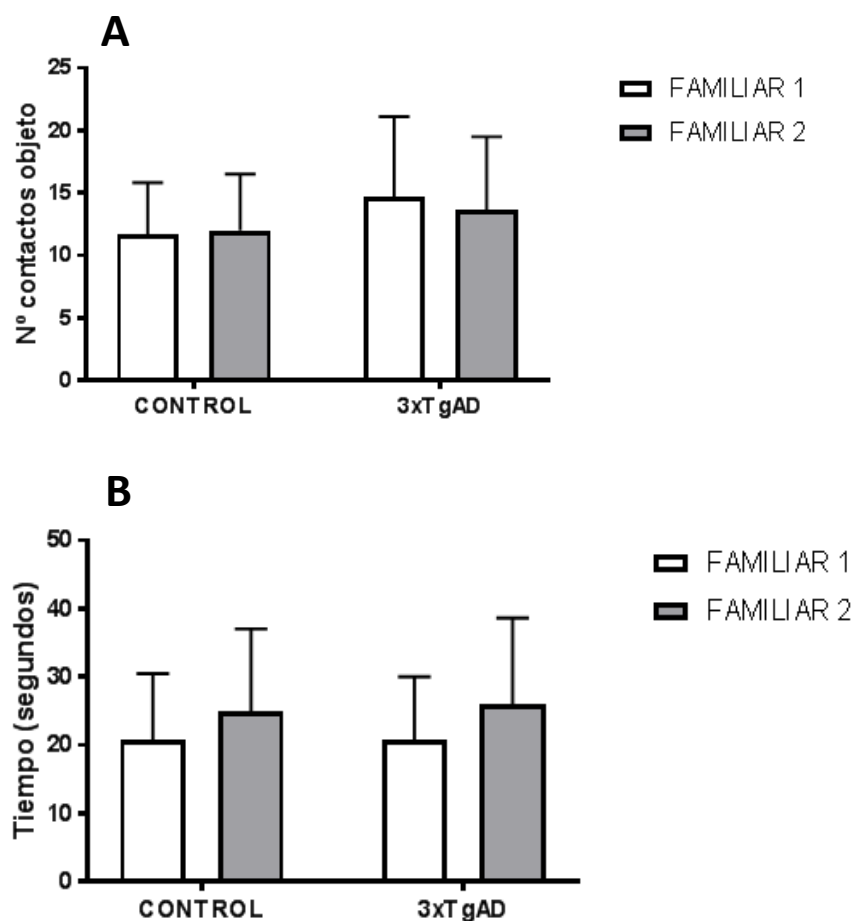 A
Nº contactos objeto
25
20
15
10
5
0
CONTROL
3xTgAD
FAMILIAR 1
FAMILIAR 2
B
Tiempo (segundos)
50
40
30
20
10
0
CONTROL
3xTgAD
FAMILIAR 1
FAMILIAR 2